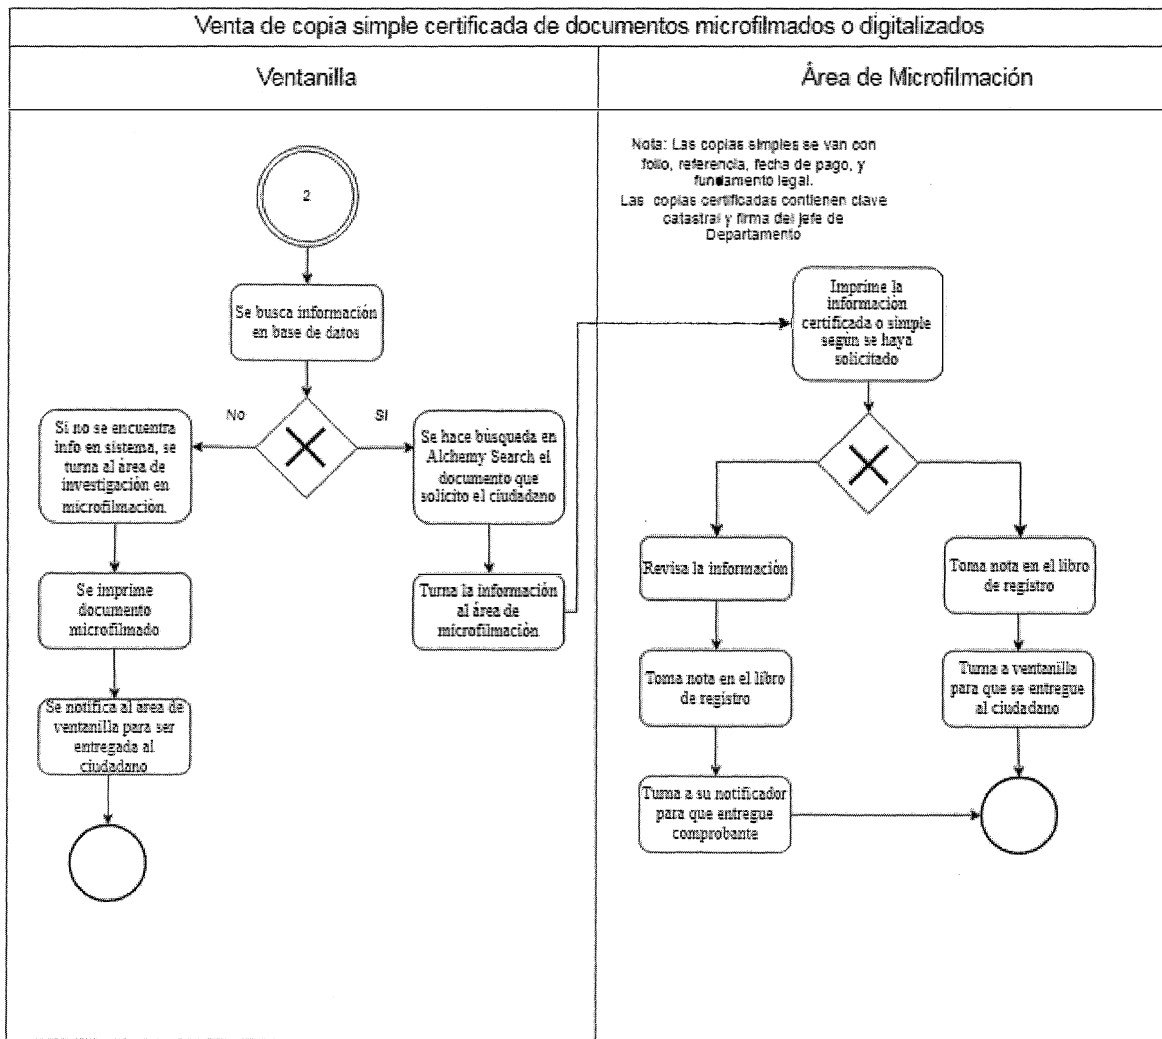 Venta de copia simple certificada de documentos microfilmados o digitalizados
Ventanilla
Área de Microfilmación
2
Se busca información
en base de datos
No
SI
Si no se encuentra
info en sistema, se
turna al área de
investigación en
microfilmación.
Se hace búsqueda en
Alchemy Search el
documento que
solicito el ciudadano
Se imprime
documento
microfilmado
Turna la información
al área de
microfilmación
Se notifica al área de
ventanilla para ser
entregada al
ciudadano
Nota: Las copias simples se van con
folio, referencia, fecha de pago, y
fundamento legal.
Las copias certificadas contienen clave
catastral y firma del jefe de
Departamento
Imprime la
información
certificada o simple
según se haya
solicitado
Revisa la información
Toma nota en el libro
de registro
Toma nota en el libro
de registro
Turna a ventanilla
para que se entregue
al ciudadano
Turna a su notificador
para que entregue
comprobante